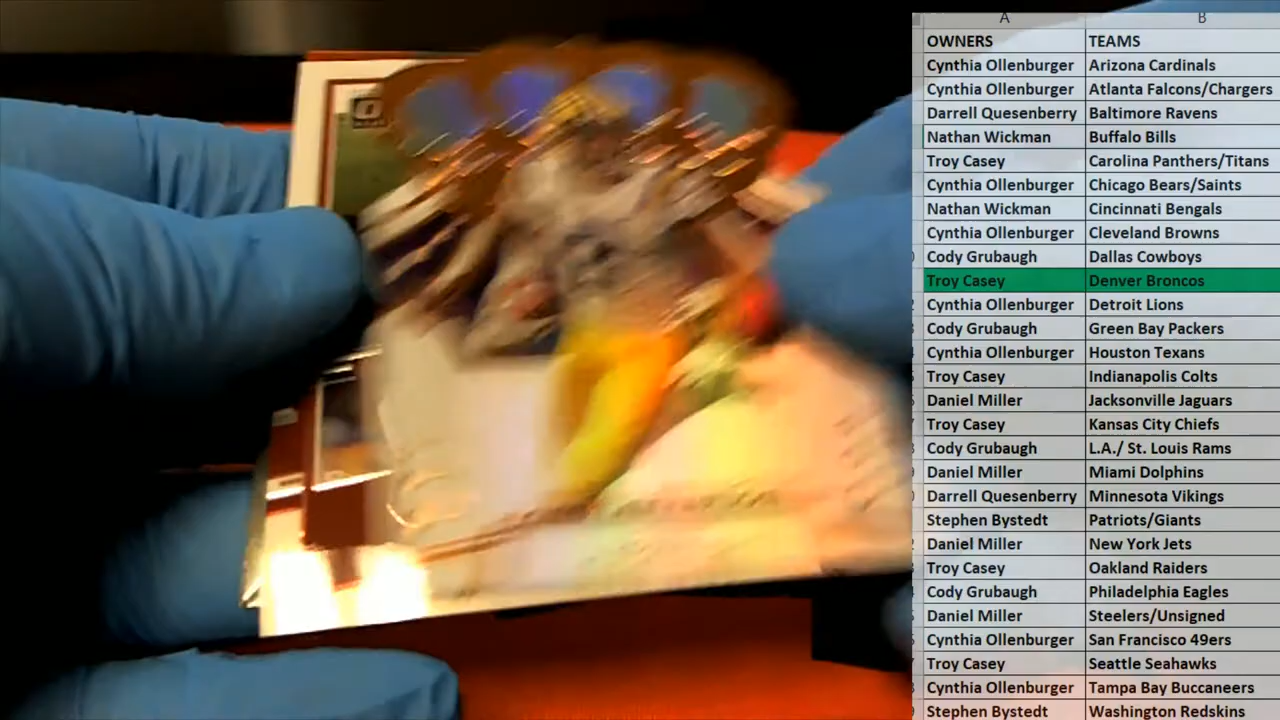 A B
OWNERS TEAMS
Cynthia Ollenburger Arizona Cardinals
Cynthia Ollenburger Atlanta Falcons/Chargers
Darrell Quesenberry Baltimore Ravens
Nathan Wickman Buffalo Bills
Troy Casey Carolina Panthers/Titans
Cynthia Ollenburger Chicago Bears/Saints
Nathan Wickman Cincinnati Bengals
Cynthia Ollenburger Cleveland Browns
Cody Grubaugh Dallas Cowboys
Troy Casey Denver Broncos
Cynthia Ollenburger Detroit Lions
Cody Grubaugh Green Bay Packers
Cynthia Ollenburger Houston Texans
Troy Casey Indianapolis Colts
Daniel Miller Jacksonville Jaguars
Troy Casey Kansas City Chiefs
Cody Grubaugh L.A./ St. Louis Rams
Daniel Miller Miami Dolphins
Darrell Quesenberry Minnesota Vikings
Stephen Bystedt Patriots/Giants
Daniel Miller New York Jets
Troy Casey Oakland Raiders
Cody Grubaugh Philadelphia Eagles
Daniel Miller Steelers/Unsigned
Cynthia Ollenburger San Francisco 49ers
Troy Casey Seattle Seahawks
Cynthia Ollenburger Tampa Bay Buccaneers
Stephen Bystedt Washington Redskins